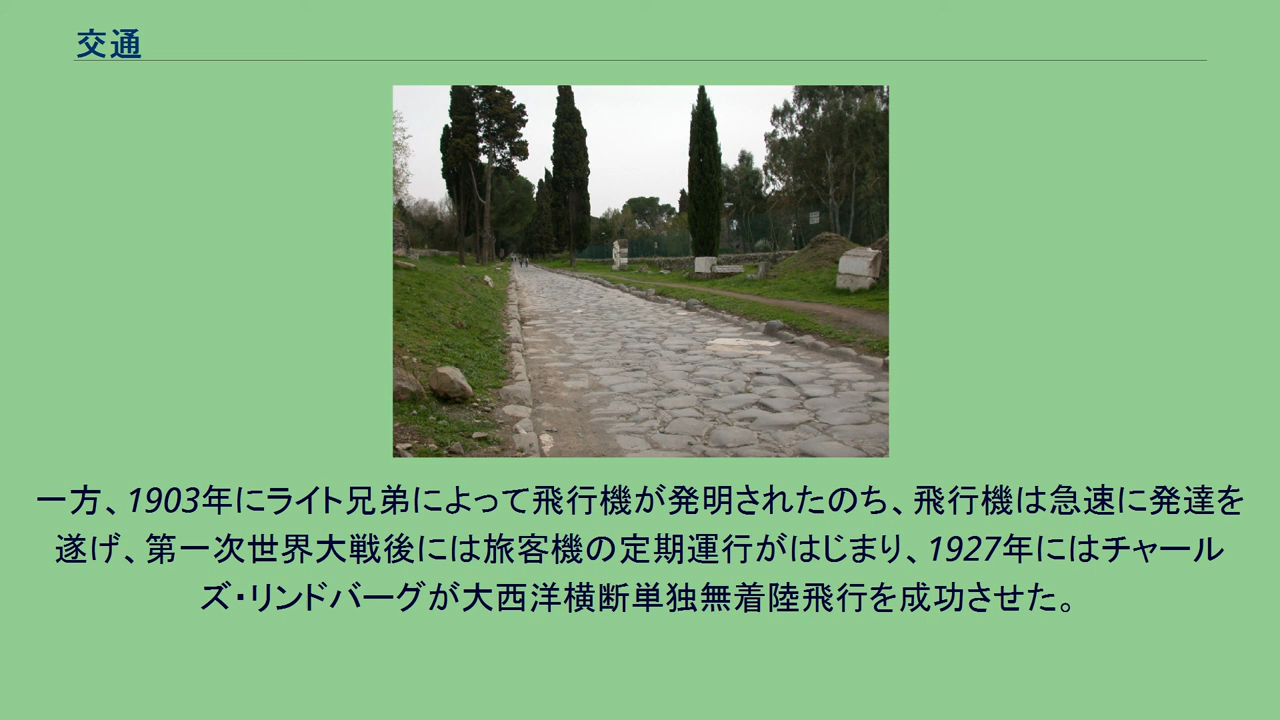 交通
一方、1903年にライト兄弟によって飛行機が発明されたのち、飛行機は急速に発達を
遂げ、第一次世界大戦後には旅客機の定期運行がはじまり、1927年にはチャール
ズ・リンドバーグが大西洋横断単独無着陸飛行を成功させた。